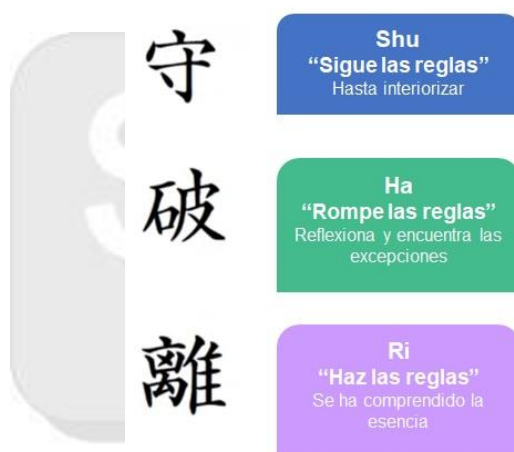 守
Shu
“Sigue las reglas”
Hasta interiorizar
破
Ha
“Rompe las reglas”
Reflexiona y encuentra las
excepciones
離
Ri
“Haz las reglas”
Se ha comprendido la
esencia